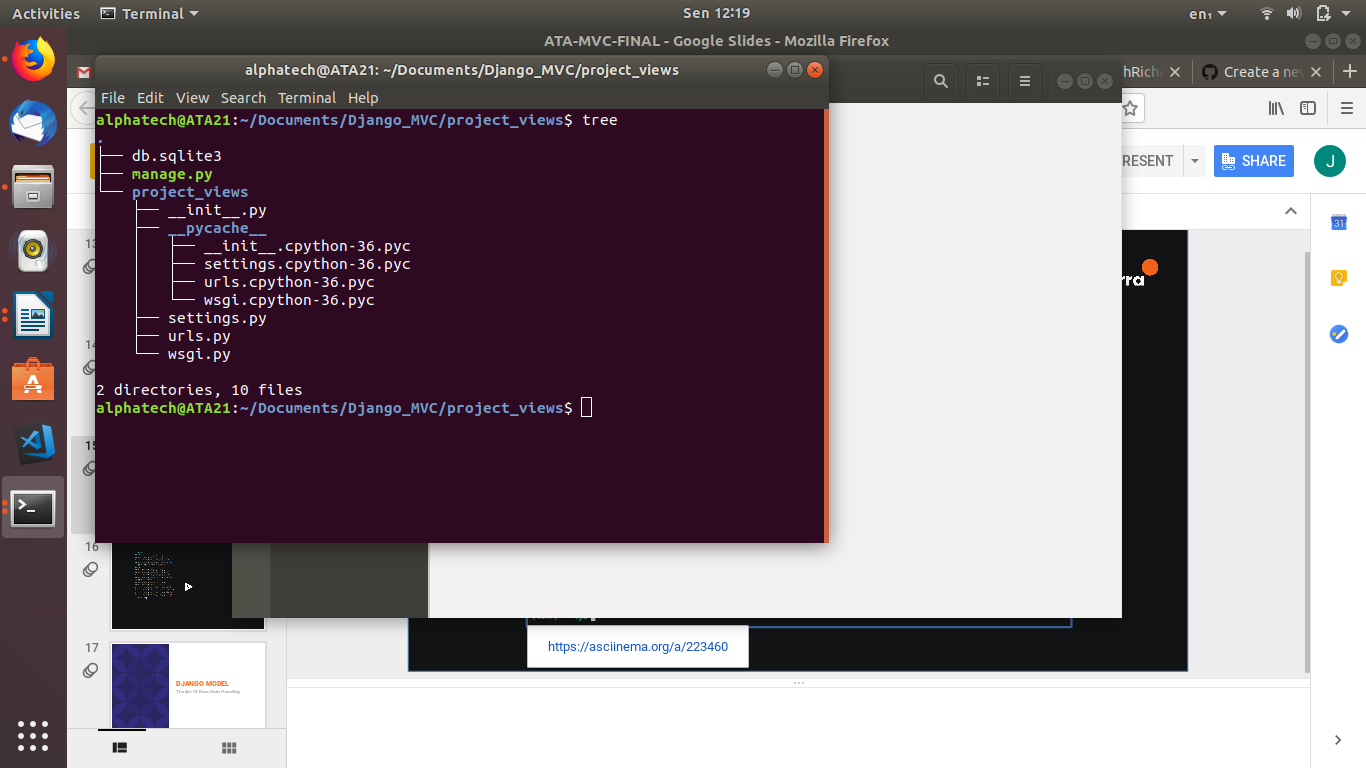 Activities
Terminal
Sen 12:19
en₁
ATA-MVC-FINAL - Google Slides - Mozilla Firefox
alphatech@ATA21: ~/Documents/Django_MVC/project_views
Create a ne
File Edit View Search Terminal Help
alphatech@ATA21:~/Documents/Django_MVC/project_views$ tree
.
├── db.sqlite3
├── manage.py
└── project_views
    ├── __init__.py
    ├── __pycache__
    │   ├── __init__.cpython-36.pyc
    │   ├── settings.cpython-36.pyc
    │   ├── urls.cpython-36.pyc
    │   └── wsgi.cpython-36.pyc
    ├── settings.py
    ├── urls.py
    └── wsgi.py
2 directories, 10 files
alphatech@ATA21:~/Documents/Django_MVC/project_views$
RESENT
SHARE
J
31
rra
13
14
15
16
17
DJANGO MODEL
The Art Of Raw Data Handling
https://asciinema.org/a/223460